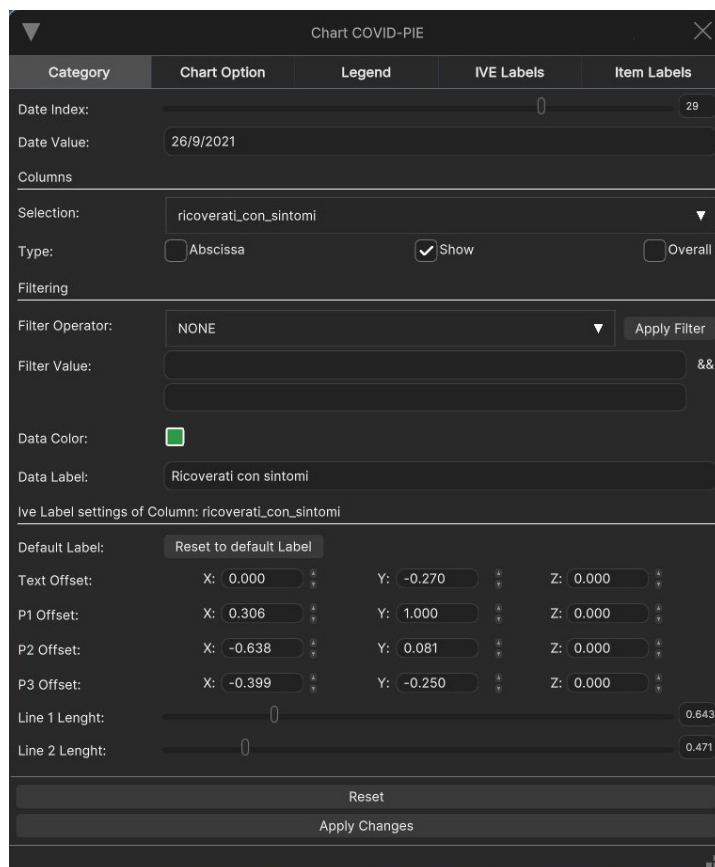 Chart COVID-PIE
Category Chart Option Legend IVE Labels Item Labels
Date Index: 29
Date Value: 26/9/2021
Columns
Selection: ricoverati_con_sintomi
Type: Abscissa Show Overall
Filtering
Filter Operator: NONE Apply Filter
Filter Value: &&
Data Color:
Data Label: Ricoverati con sintomi
Ive Label settings of Column: ricoverati_con_sintomi
Default Label: Reset to default Label
Text Offset: X: 0.000 Y: -0.270 Z: 0.000
P1 Offset: X: 0.306 Y: 1.000 Z: 0.000
P2 Offset: X: -0.638 Y: 0.081 Z: 0.000
P3 Offset: X: -0.399 Y: -0.250 Z: 0.000
Line 1 Lenght: 0.643
Line 2 Lenght: 0.471
Reset
Apply Changes